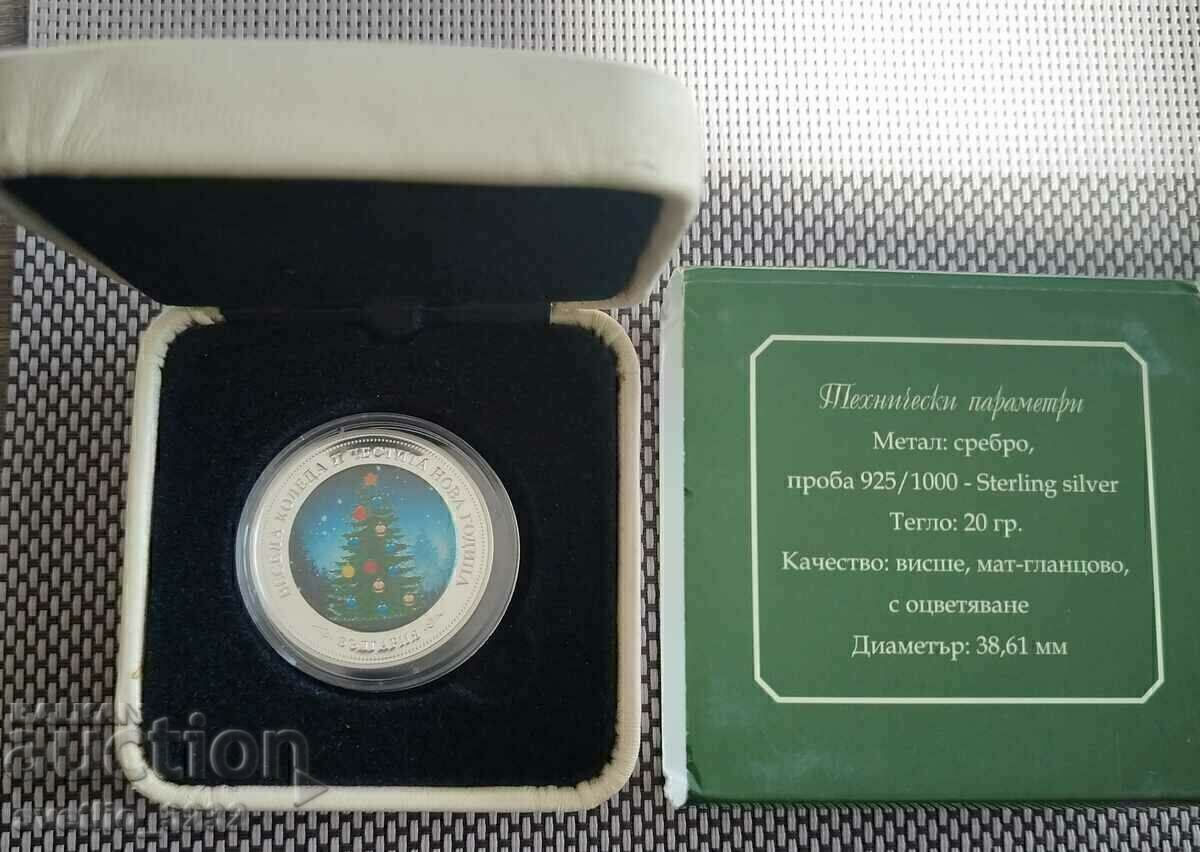 ВЕСЕЛА КОЛЕДА И ЧЕСТИТА НОВА ГОДИНА
БЪЛГАРИЯ
Технически параметри
Метал: сребро,
проба 925/1000 - Sterling silver
Тегло: 20 гр.
Качество: висше, мат-гланцово,
с оцветяване
Диаметър: 38,61 мм
BALKAN
auction